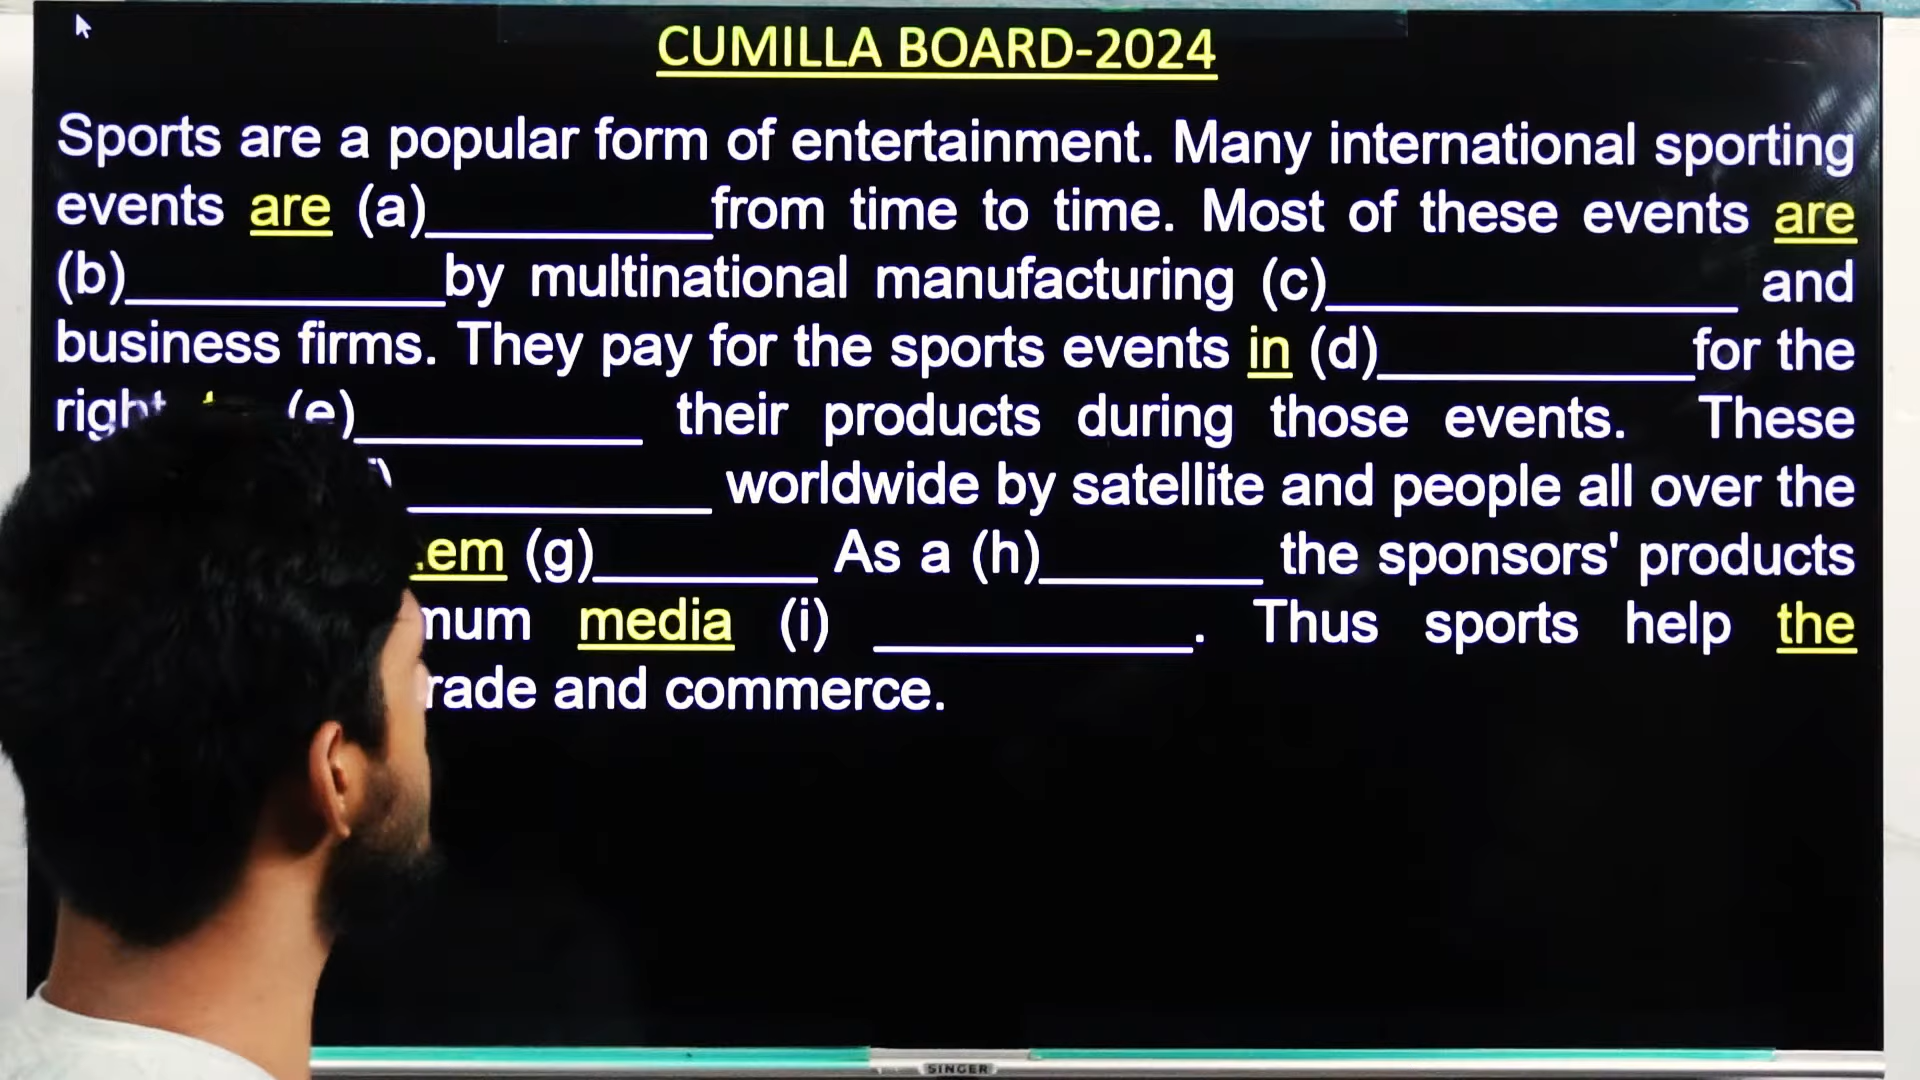 CUMILLA BOARD-2024
Sports are a popular form of entertainment. Many international sporting
events are (a)__________from time to time. Most of these events are
(b)___________by multinational manufacturing (c)______________ and
business firms. They pay for the sports events in (d)___________for the
(e)__________ their products during those events. These
___________ worldwide by satellite and people all over the
(g)________ As a (h)________ the sponsors' products
media (i) ___________. Thus sports help the
and commerce.
SINGER